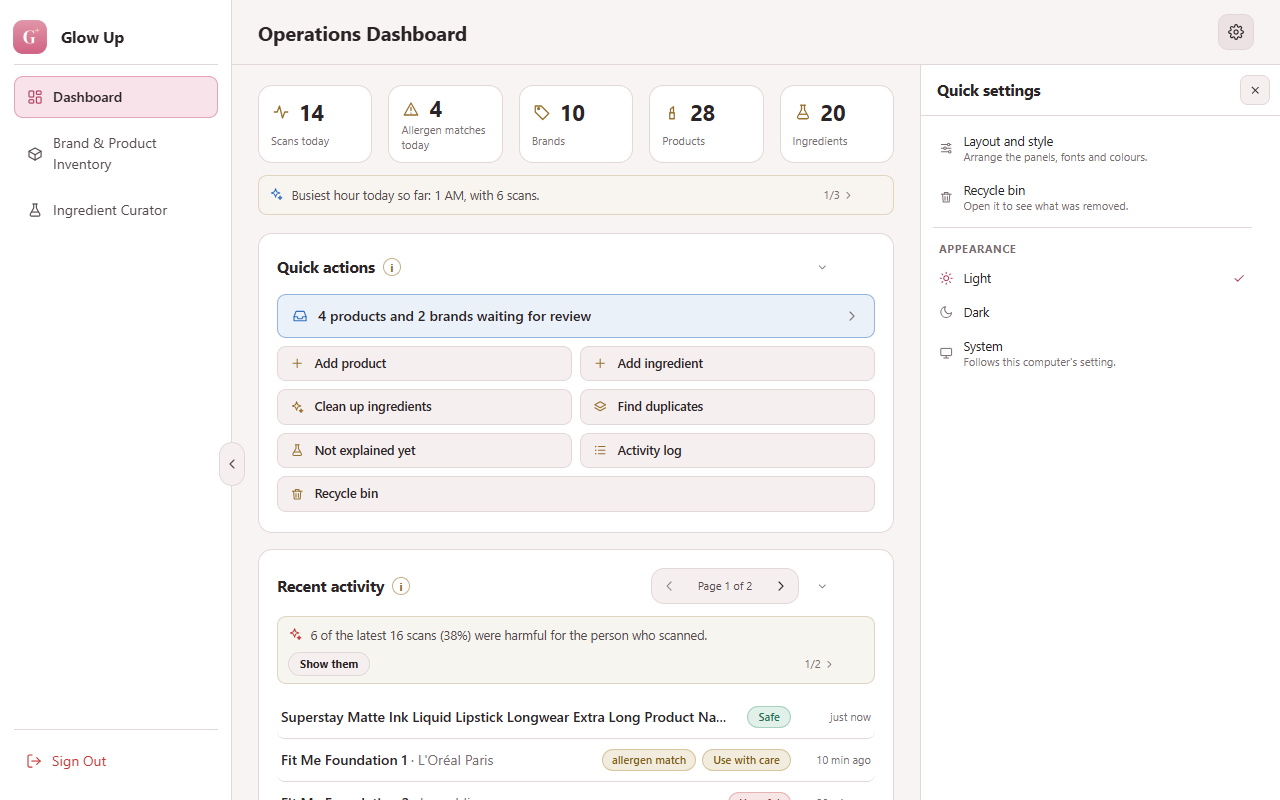 G+
Glow Up
Operations Dashboard
Dashboard
Brand & Product
Inventory
Ingredient Curator
Sign Out
14
Scans today
4
Allergen matches
today
10
Brands
28
Products
20
Ingredients
Busiest hour today so far: 1 AM, with 6 scans.
1/3
Quick actions
i
4 products and 2 brands waiting for review
Add product
Add ingredient
Clean up ingredients
Find duplicates
Not explained yet
Activity log
Recycle bin
Recent activity
i
Page 1 of 2
6 of the latest 16 scans (38%) were harmful for the person who scanned.
Show them
1/2
Superstay Matte Ink Liquid Lipstick Longwear Extra Long Product Na...
Safe
just now
Fit Me Foundation 1 · L'Oréal Paris
allergen match
Use with care
10 min ago
Quick settings
Layout and style
Arrange the panels, fonts and colours.
Recycle bin
Open it to see what was removed.
APPEARANCE
Light
Dark
System
Follows this computer's setting.